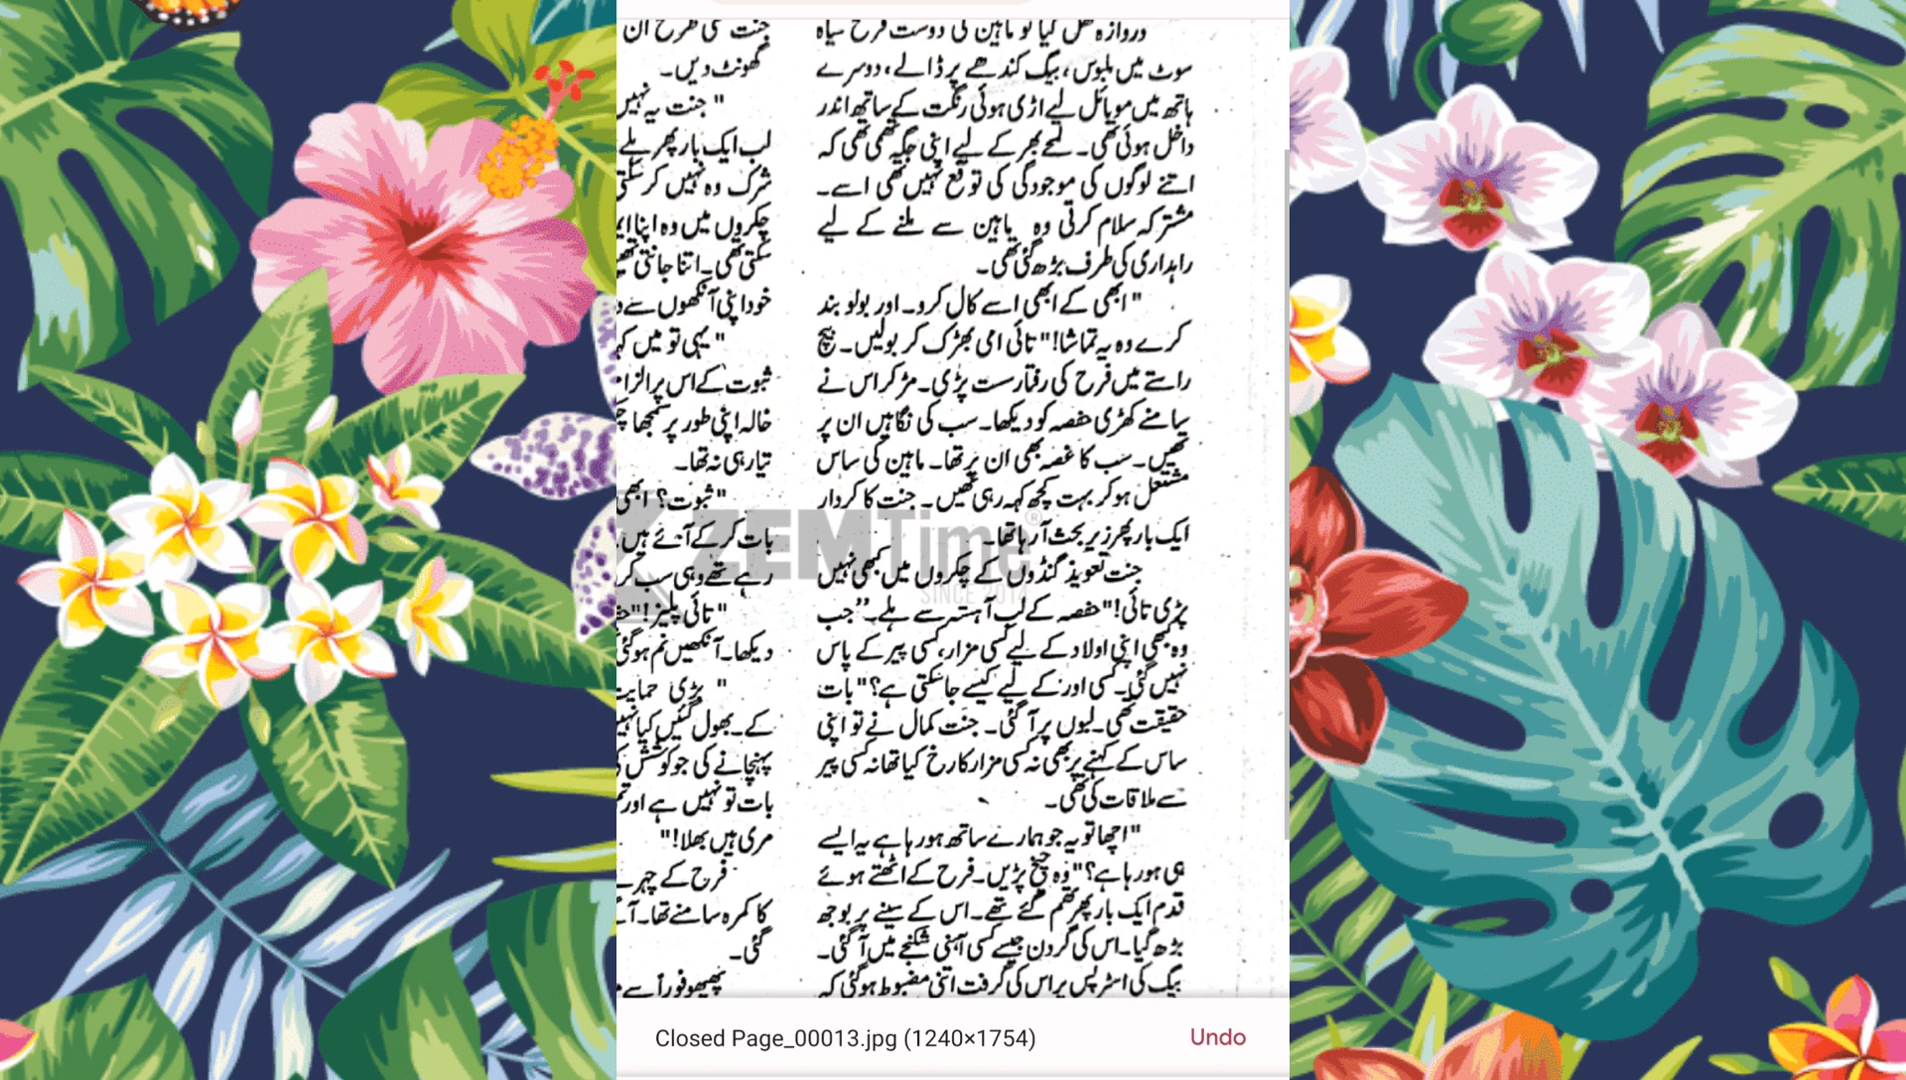 دروازہ کھل گیا تو ماہین کی دوست فرح سیاہ
سوٹ میں ملبوس، بیگ کندھے پر ڈالے، دوسرے
ہاتھ میں موبائل لیے اڑی ہوئی رنگت کے ساتھ اندر
داخل ہوئی تھی۔ لمحے بھر کے لیے اپنی جگہ تھمی تھی کہ
اتنے لوگوں کی موجودگی کی توقع نہیں تھی اسے۔
مشترکہ سلام کرتی وہ ماہین سے ملنے کے لیے
راہداری کی طرف بڑھ گئی تھی۔
"ابھی کے ابھی اسے کال کرو۔ اور بولو بند
کرے وہ یہ تماشا!" تائی امی بھڑک کر بولیں۔ بیچ
راستے میں فرح کی رفتار ست پڑی۔ مڑ کر اس نے
سامنے کھڑی حفصہ کو دیکھا۔ سب کی نگاہیں ان پر
تھیں۔ سب کا غصہ بھی ان پر تھا۔ ماہین کی ساس
مشتعل ہو کر بہت کچھ کہہ رہی تھیں۔ جنت کا کردار
ایک بار پھر زیر بحث آ رہا تھا۔
جنت تعویذ گنڈوں کے چکروں میں کبھی نہیں
پڑی تائی!" حفصہ کے لب آہستہ سے ہلے۔ "جب
وہ کبھی اپنی اولاد کے لیے کسی مزار، کسی پیر کے پاس
نہیں گئی۔ کسی اور کے لیے کیسے جا سکتی ہے؟" بات
حقیقت تھی۔ لبوں پر آ گئی۔ جنت کمال نے تو اپنی
ساس کے کہنے پر بھی نہ کسی مزار کا رخ کیا تھا نہ کسی پیر
سے ملاقات کی تھی۔
"اچھا تو یہ جو ہمارے ساتھ ہو رہا ہے یہ ایسے
ہی ہو رہا ہے؟" وہ چیخ پڑیں۔ فرح کے اٹھتے ہوئے
قدم ایک بار پھر تھم گئے تھے۔ اس کے سینے پر بوجھ
بڑھ گیا۔ اس کی گردن جیسے کسی آہنی شکنجے میں آ گئی۔
بیگ کی اسٹرپس پر اس کی گرفت اتنی مضبوط ہو گئی کہ
جنت کسی طرح ان
گھونٹ دیں۔
"جنت یہ نہیں
لب ایک بار پھر ہلے
شرک وہ نہیں کر سکتی
چکروں میں وہ اپنا ایم
سکتی تھی۔ اتنا جانتی تھیں
خود اپنی آنکھوں سے د
"یہی تو میں کہ
ثبوت کے اس پر الزام
خالہ اپنی طور پر سمجھا چ
تیار ہی نہ تھا۔
"ثبوت؟ ابھی
بات کر کے آئے ہیں
رہے تھے وہی سب کر
"تائی پلیز!" حف
دیکھا۔ آنکھیں نم ہو گئی
"بڑی حمایت
کے۔ بھول گئیں کیا نہیں
پہنچانے کی جو کوشش ک
بات تو نہیں ہے اور تم
مری ہیں بھلا!"
فرح کے چہرے
کا کمرہ سامنے تھا۔ آ
گئی۔
پھپھو فوراً سے م
ZEMTime®
SINCE 2014
Closed Page_00013.jpg (1240×1754)
Undo